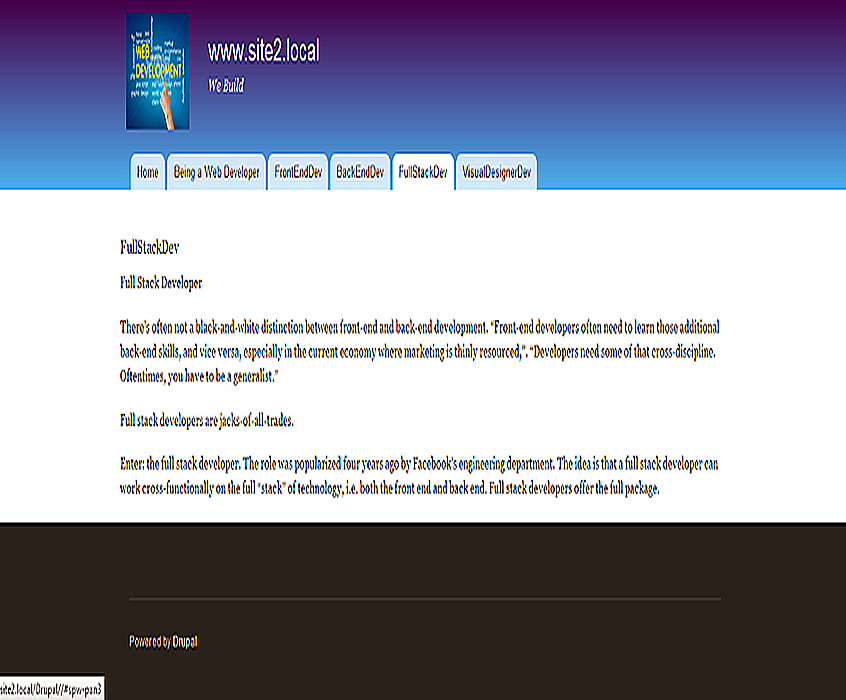 WEB
DEVELOPMENT
www.site2.local
We Build
Home
Being a Web Developer
FrontEndDev
BackEndDev
FullStackDev
VisualDesignerDev
FullStackDev
Full Stack Developer
There's often not a black-and-white distinction between front-end and back-end development. "Front-end developers often need to learn those additional
back-end skills, and vice versa, especially in the current economy where marketing is thinly resourced,". "Developers need some of that cross-discipline.
Oftentimes, you have to be a generalist."
Full stack developers are jacks-of-all-trades.
Enter: the full stack developer. The role was popularized four years ago by Facebook's engineering department. The idea is that a full stack developer can
work cross-functionally on the full "stack" of technology, i.e. both the front end and back end. Full stack developers offer the full package.
Powered by Drupal
site2.local/Drupal//#spw-pan3